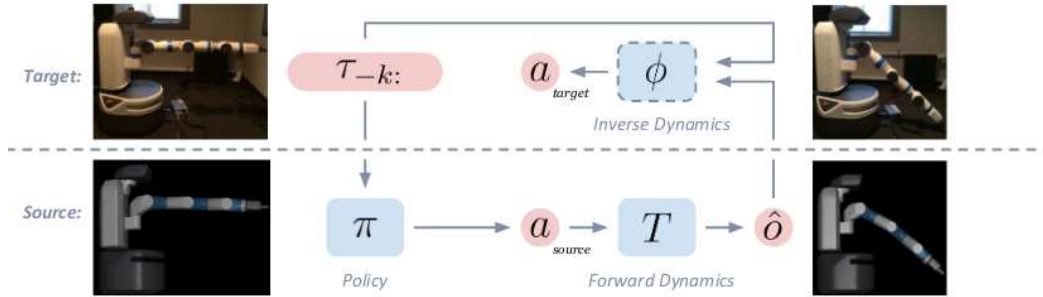 Target:
τ₋ₖ:
a target
ϕ
Inverse Dynamics
Source:
π
a source
T
ô
Policy
Forward Dynamics